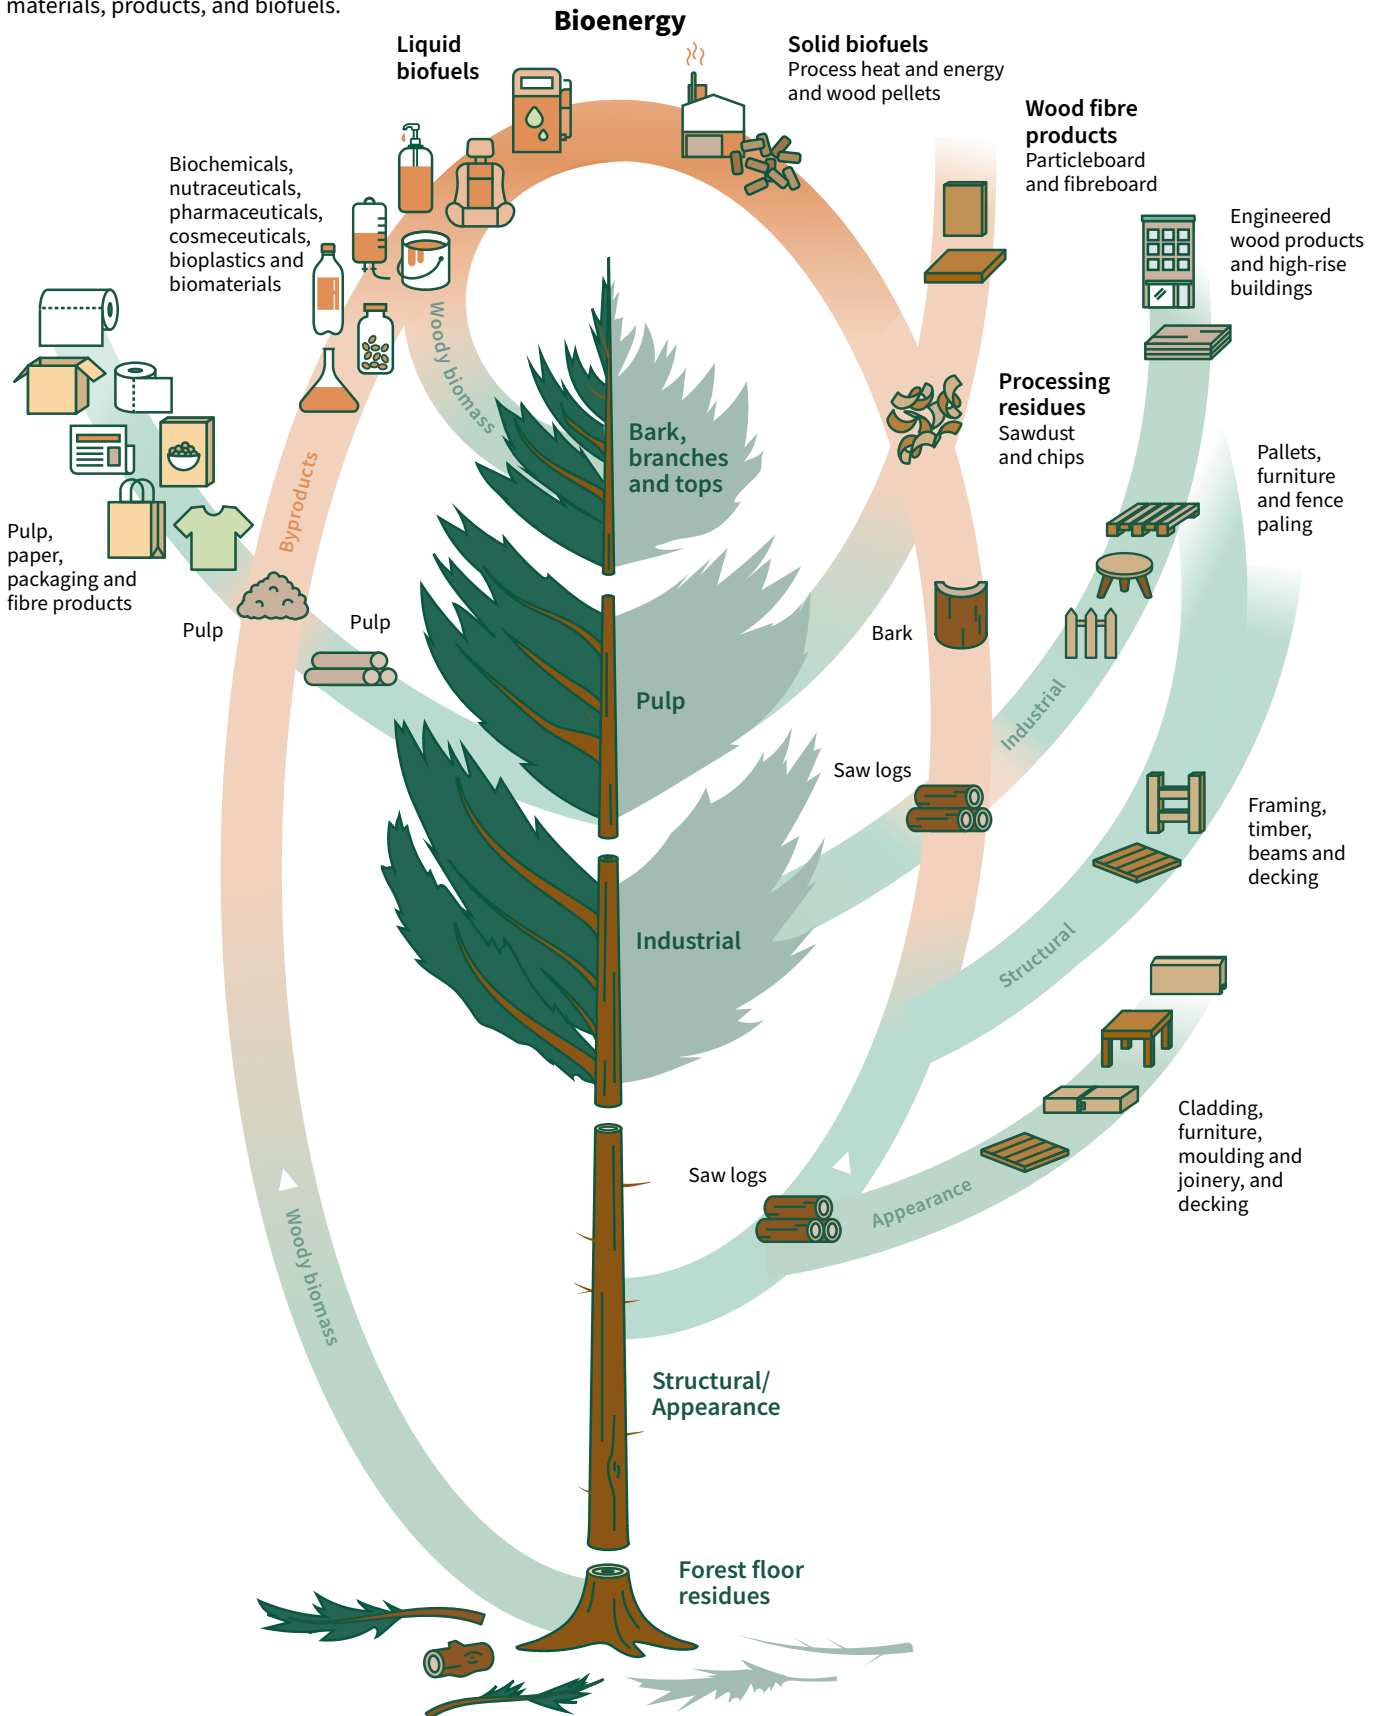 materials, products, and biofuels.
Bioenergy
Liquid
biofuels
Solid biofuels
Process heat and energy
and wood pellets
Wood fibre
products
Particleboard
and fibreboard
Biochemicals,
nutraceuticals,
pharmaceuticals,
cosmeceuticals,
bioplastics and
biomaterials
Engineered
wood products
and high-rise
buildings
Woody biomass
Processing
residues
Sawdust
and chips
Bark,
branches
and tops
Byproducts
Pallets,
furniture
and fence
paling
Pulp,
paper,
packaging and
fibre products
Pulp
Pulp
Bark
Pulp
Industrial
Saw logs
Framing,
timber,
beams and
decking
Industrial
Structural
Cladding,
furniture,
moulding and
joinery, and
decking
Saw logs
Appearance
Woody biomass
Structural/
Appearance
Forest floor
residues